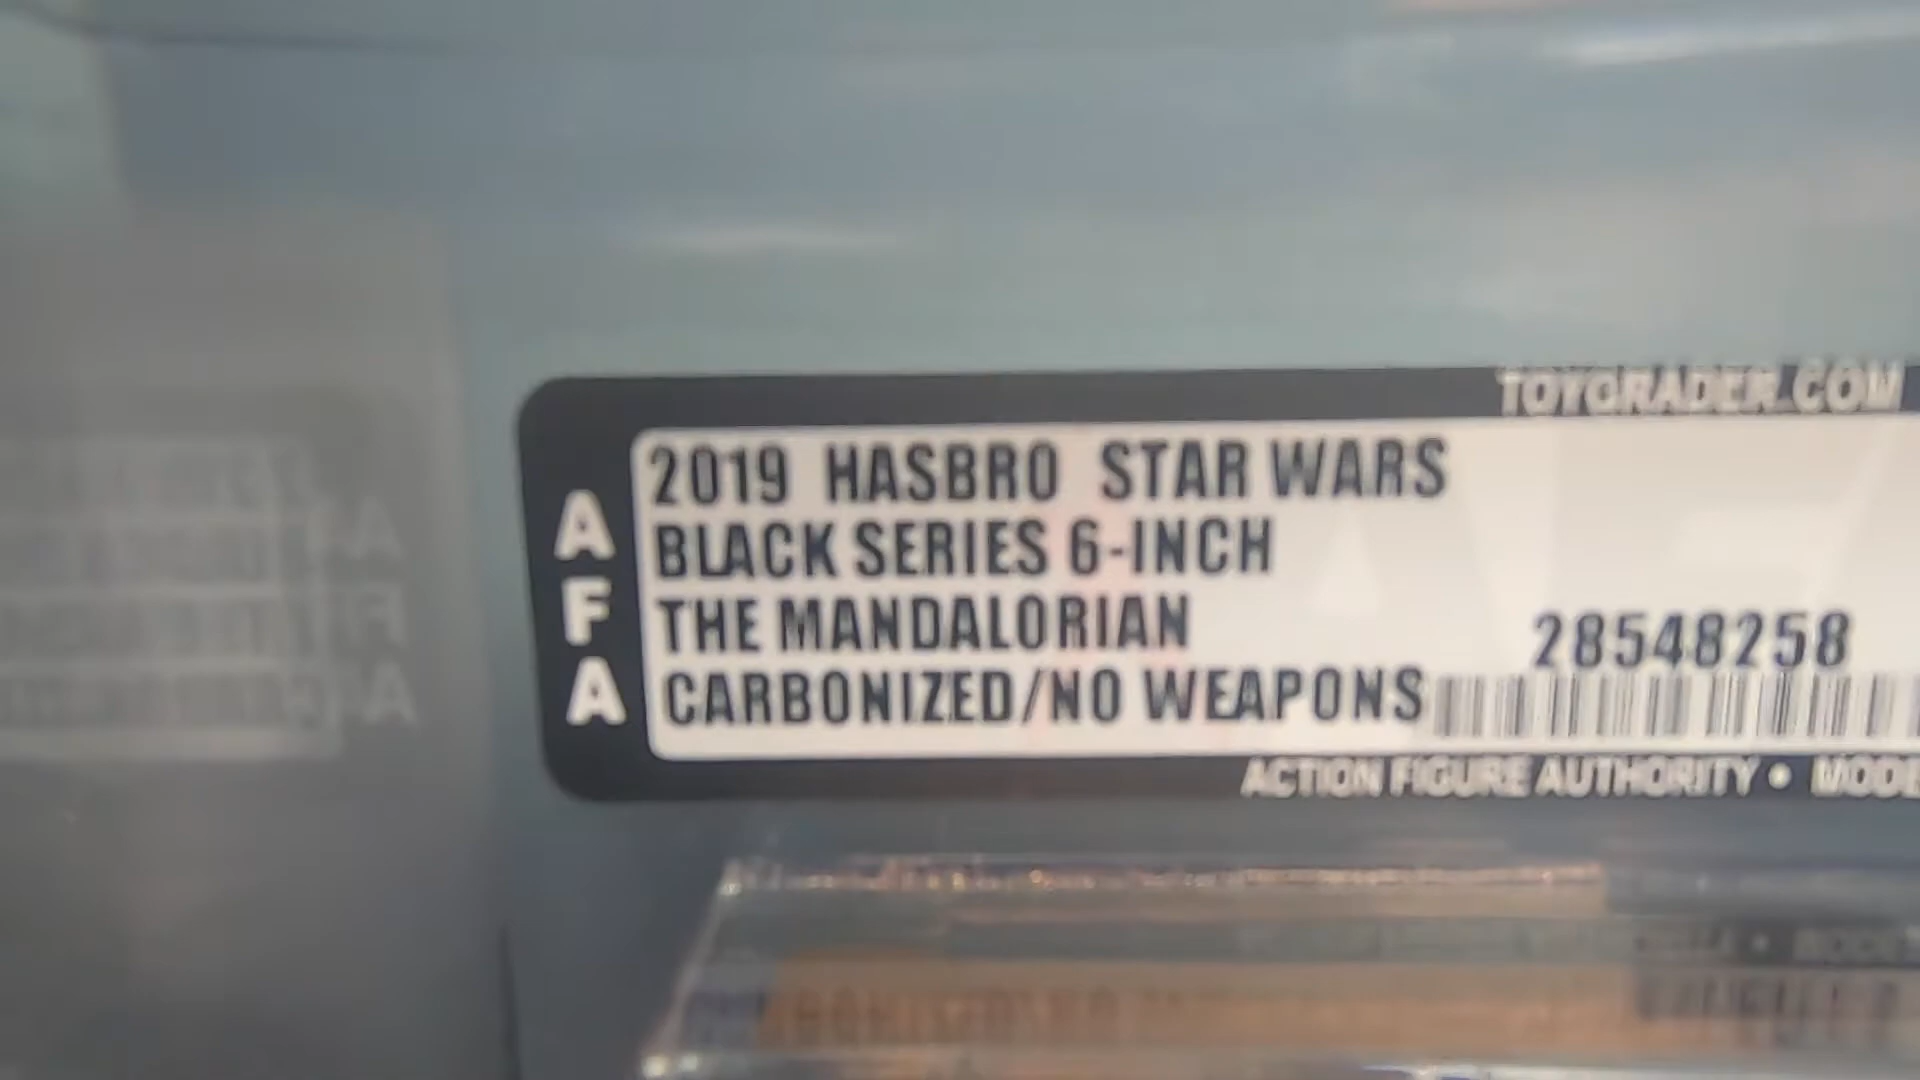 TOYGRADER.COM
A F A
2019 HASBRO STAR WARS
BLACK SERIES 6-INCH
THE MANDALORIAN
28548258
CARBONIZED/NO WEAPONS
ACTION FIGURE AUTHORITY • MODE